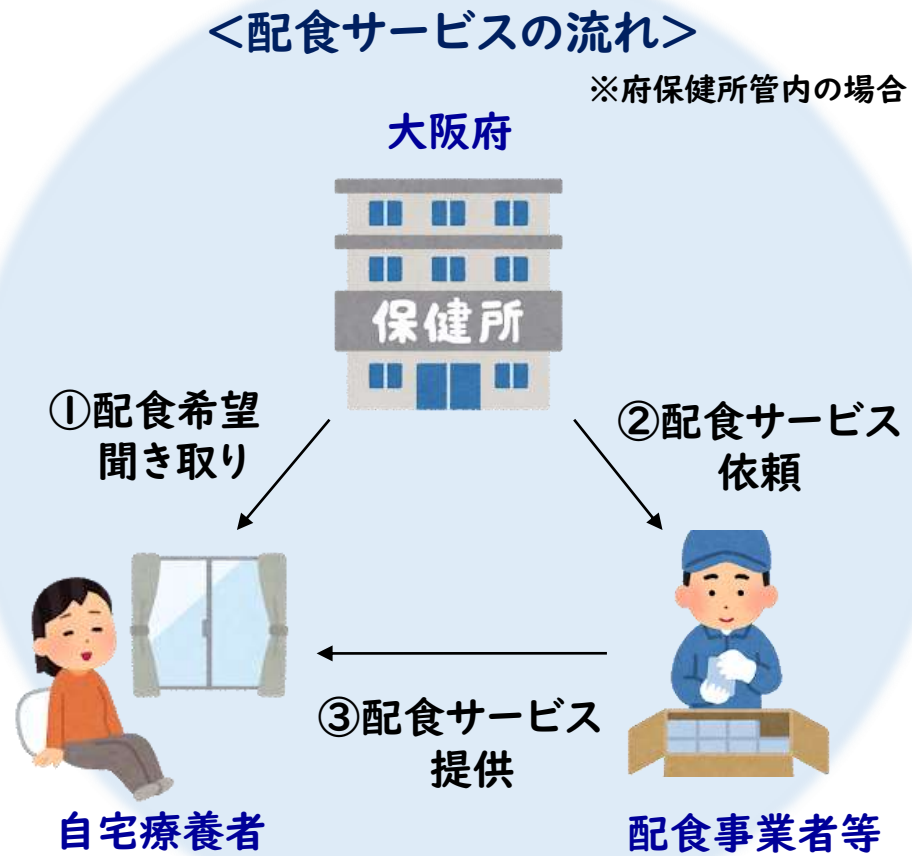 <配食サービスの流れ>
※府保健所管内の場合
大阪府
保健所
①配食希望
聞き取り
②配食サービス
依頼
③配食サービス
提供
自宅療養者
配食事業者等